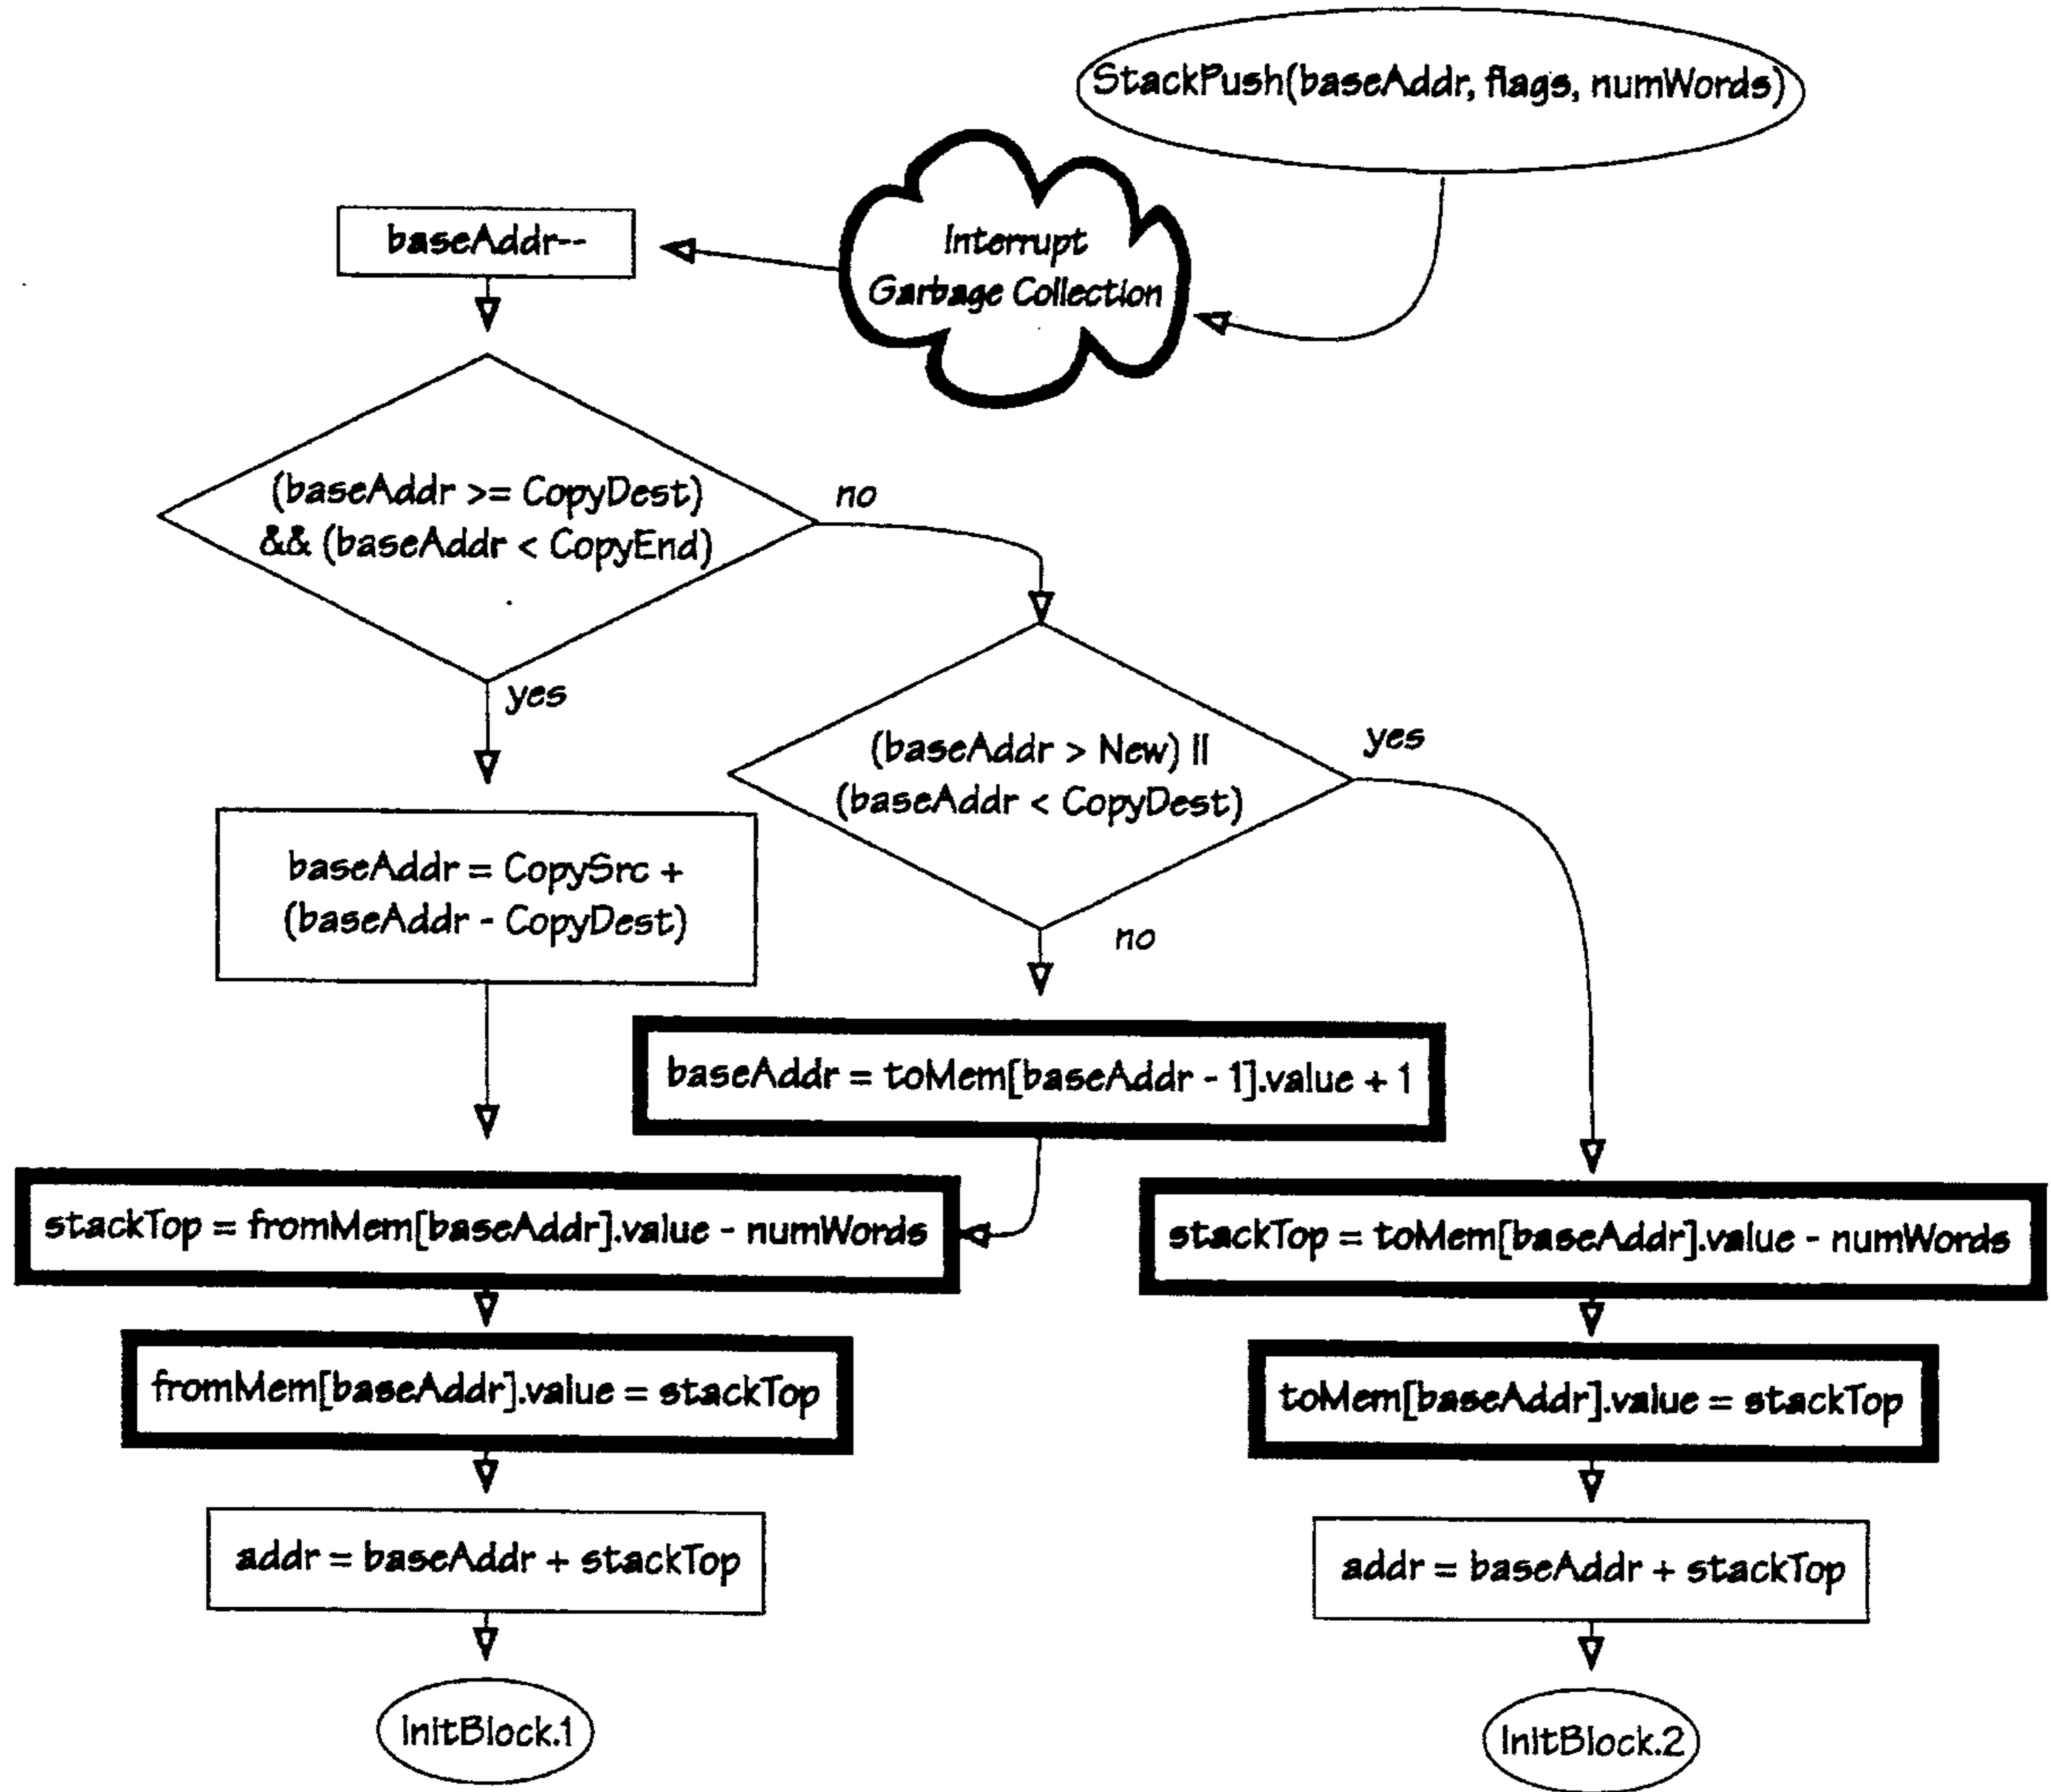 StackPush(baseAddr, flags, numWords)
Interrupt
Garbage Collection
baseAddr--
(baseAddr >= CopyDest)
&& (baseAddr < CopyEnd)
no
yes
(baseAddr > New) ||
(baseAddr < CopyDest)
yes
no
baseAddr = CopySrc +
(baseAddr - CopyDest)
baseAddr = toMem[baseAddr - 1].value + 1
stackTop = fromMem[baseAddr].value - numWords
stackTop = toMem[baseAddr].value - numWords
fromMem[baseAddr].value = stackTop
toMem[baseAddr].value = stackTop
addr = baseAddr + stackTop
addr = baseAddr + stackTop
InitBlock.1
InitBlock.2